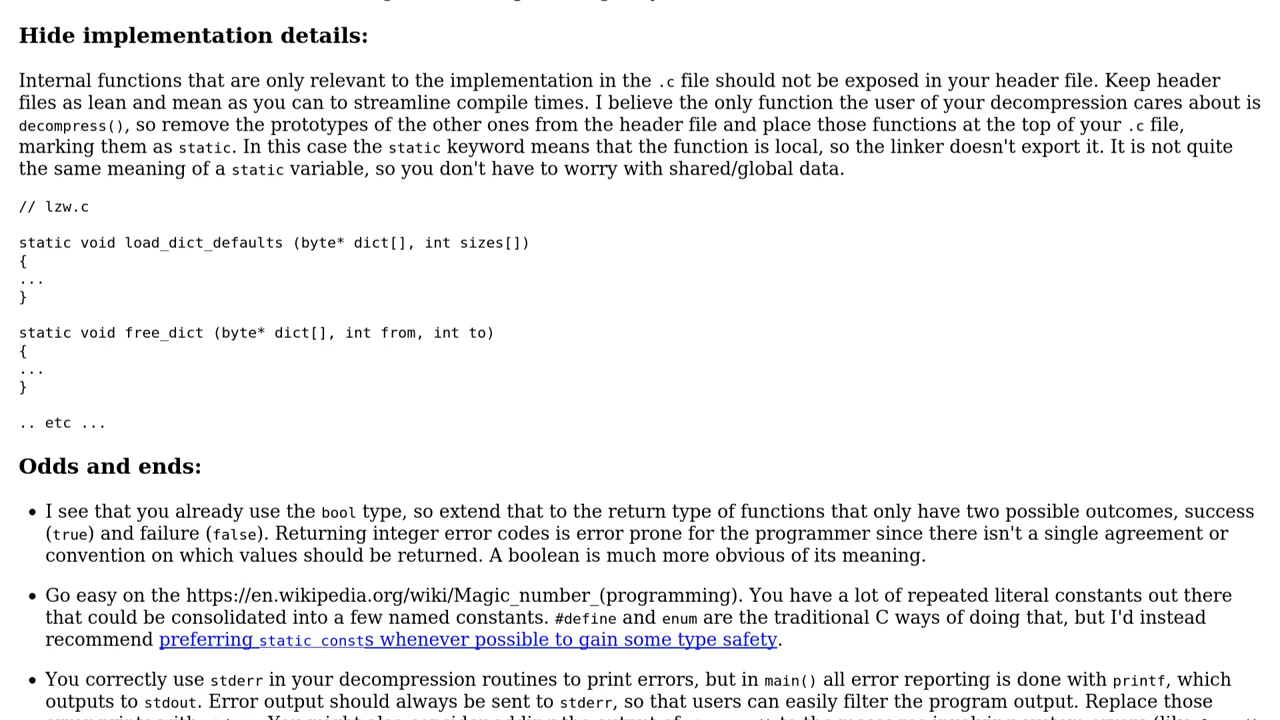 Hide implementation details:
Internal functions that are only relevant to the implementation in the .c file should not be exposed in your header file. Keep header
files as lean and mean as you can to streamline compile times. I believe the only function the user of your decompression cares about is
decompress(), so remove the prototypes of the other ones from the header file and place those functions at the top of your .c file,
marking them as static. In this case the static keyword means that the function is local, so the linker doesn't export it. It is not quite
the same meaning of a static variable, so you don't have to worry with shared/global data.
// lzw.c
static void load_dict_defaults (byte* dict[], int sizes[])
{
...
}
static void free_dict (byte* dict[], int from, int to)
{
...
}
.. etc ...
Odds and ends:
• I see that you already use the bool type, so extend that to the return type of functions that only have two possible outcomes, success
(true) and failure (false). Returning integer error codes is error prone for the programmer since there isn't a single agreement or
convention on which values should be returned. A boolean is much more obvious of its meaning.
• Go easy on the https://en.wikipedia.org/wiki/Magic_number_(programming). You have a lot of repeated literal constants out there
that could be consolidated into a few named constants. #define and enum are the traditional C ways of doing that, but I'd instead
recommend preferring static consts whenever possible to gain some type safety.
• You correctly use stderr in your decompression routines to print errors, but in main() all error reporting is done with printf, which
outputs to stdout. Error output should always be sent to stderr, so that users can easily filter the program output. Replace those